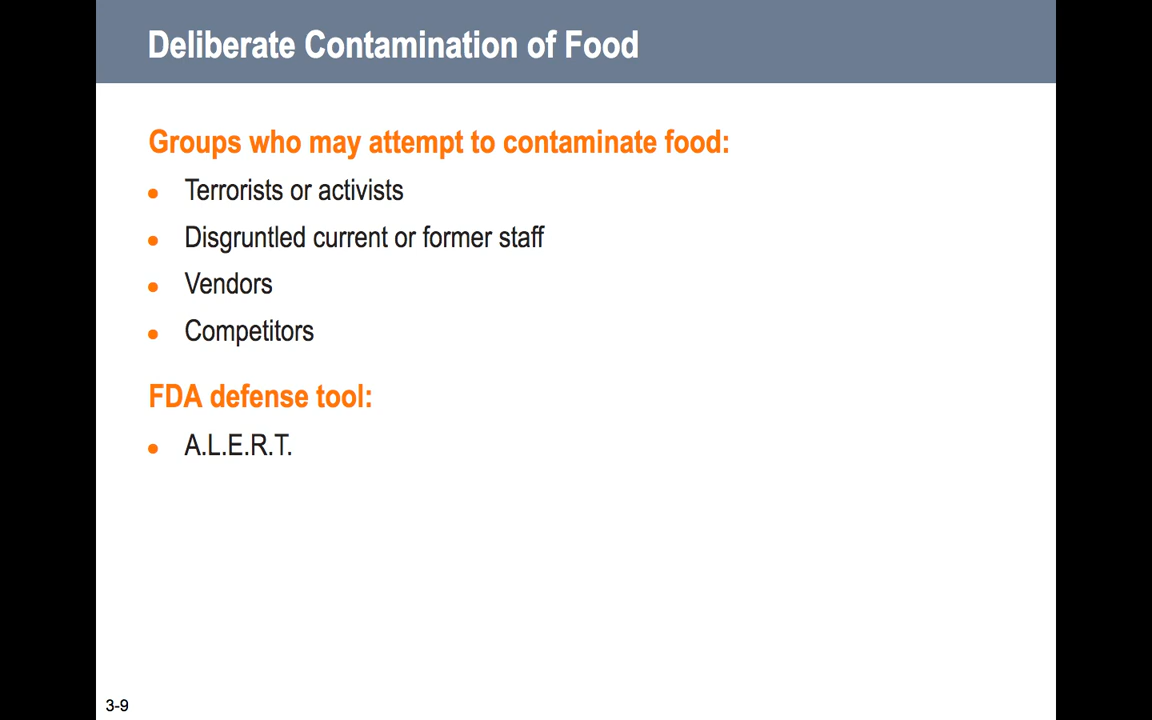 Deliberate Contamination of Food
Groups who may attempt to contaminate food:
• Terrorists or activists
• Disgruntled current or former staff
• Vendors
• Competitors
FDA defense tool:
• A.L.E.R.T.
3-9